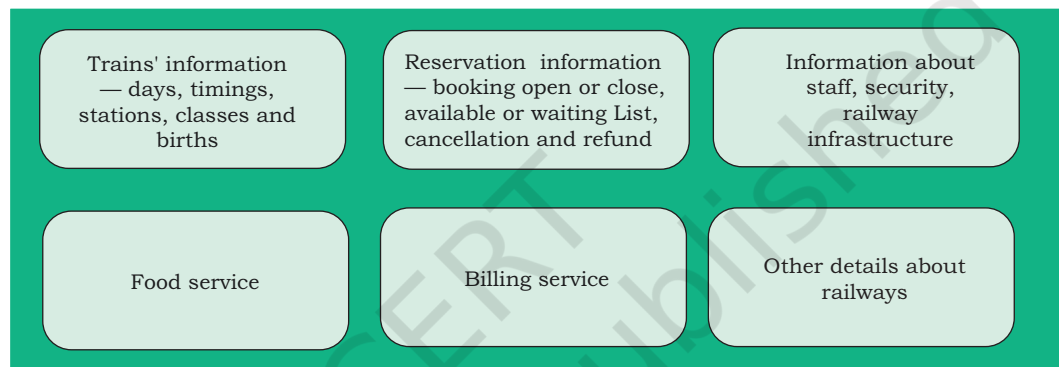 Trains' information
— days, timings,
stations, classes and
births
Reservation information
— booking open or close,
available or waiting List,
cancellation and refund
Information about
staff, security,
railway
infrastructure
Food service
Billing service
Other details about
railways